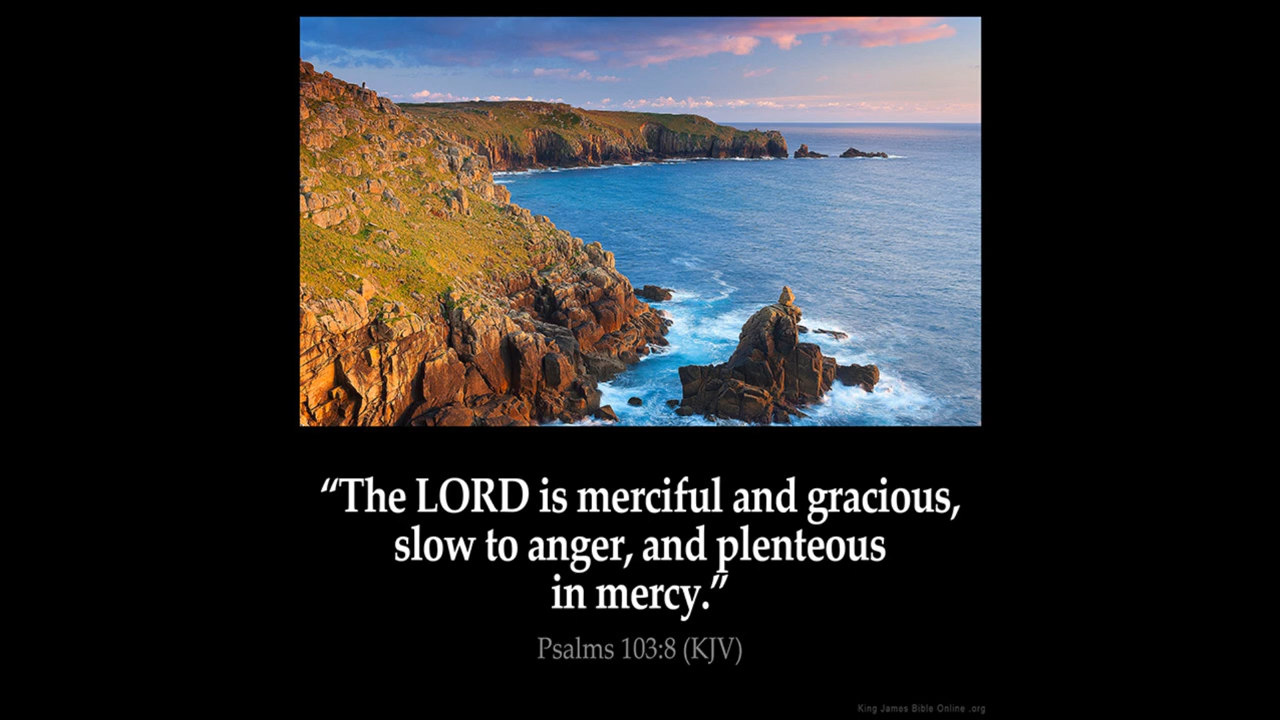 “The LORD is merciful and gracious,
slow to anger, and plenteous
in mercy.”
Psalms 103:8 (KJV)
King James Bible Online .org